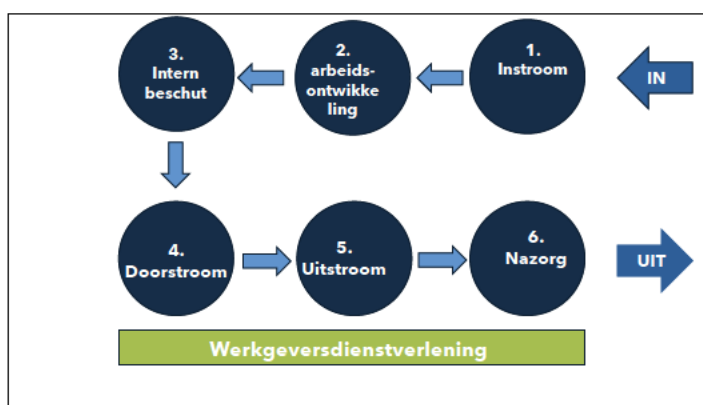 3.
Intern
beschut
2.
arbeids-
ontwikke
ling
1.
Instroom
IN
4.
Doorstroom
5.
Uitstroom
6.
Nazorg
UIT
Werkgeversdienstverlening